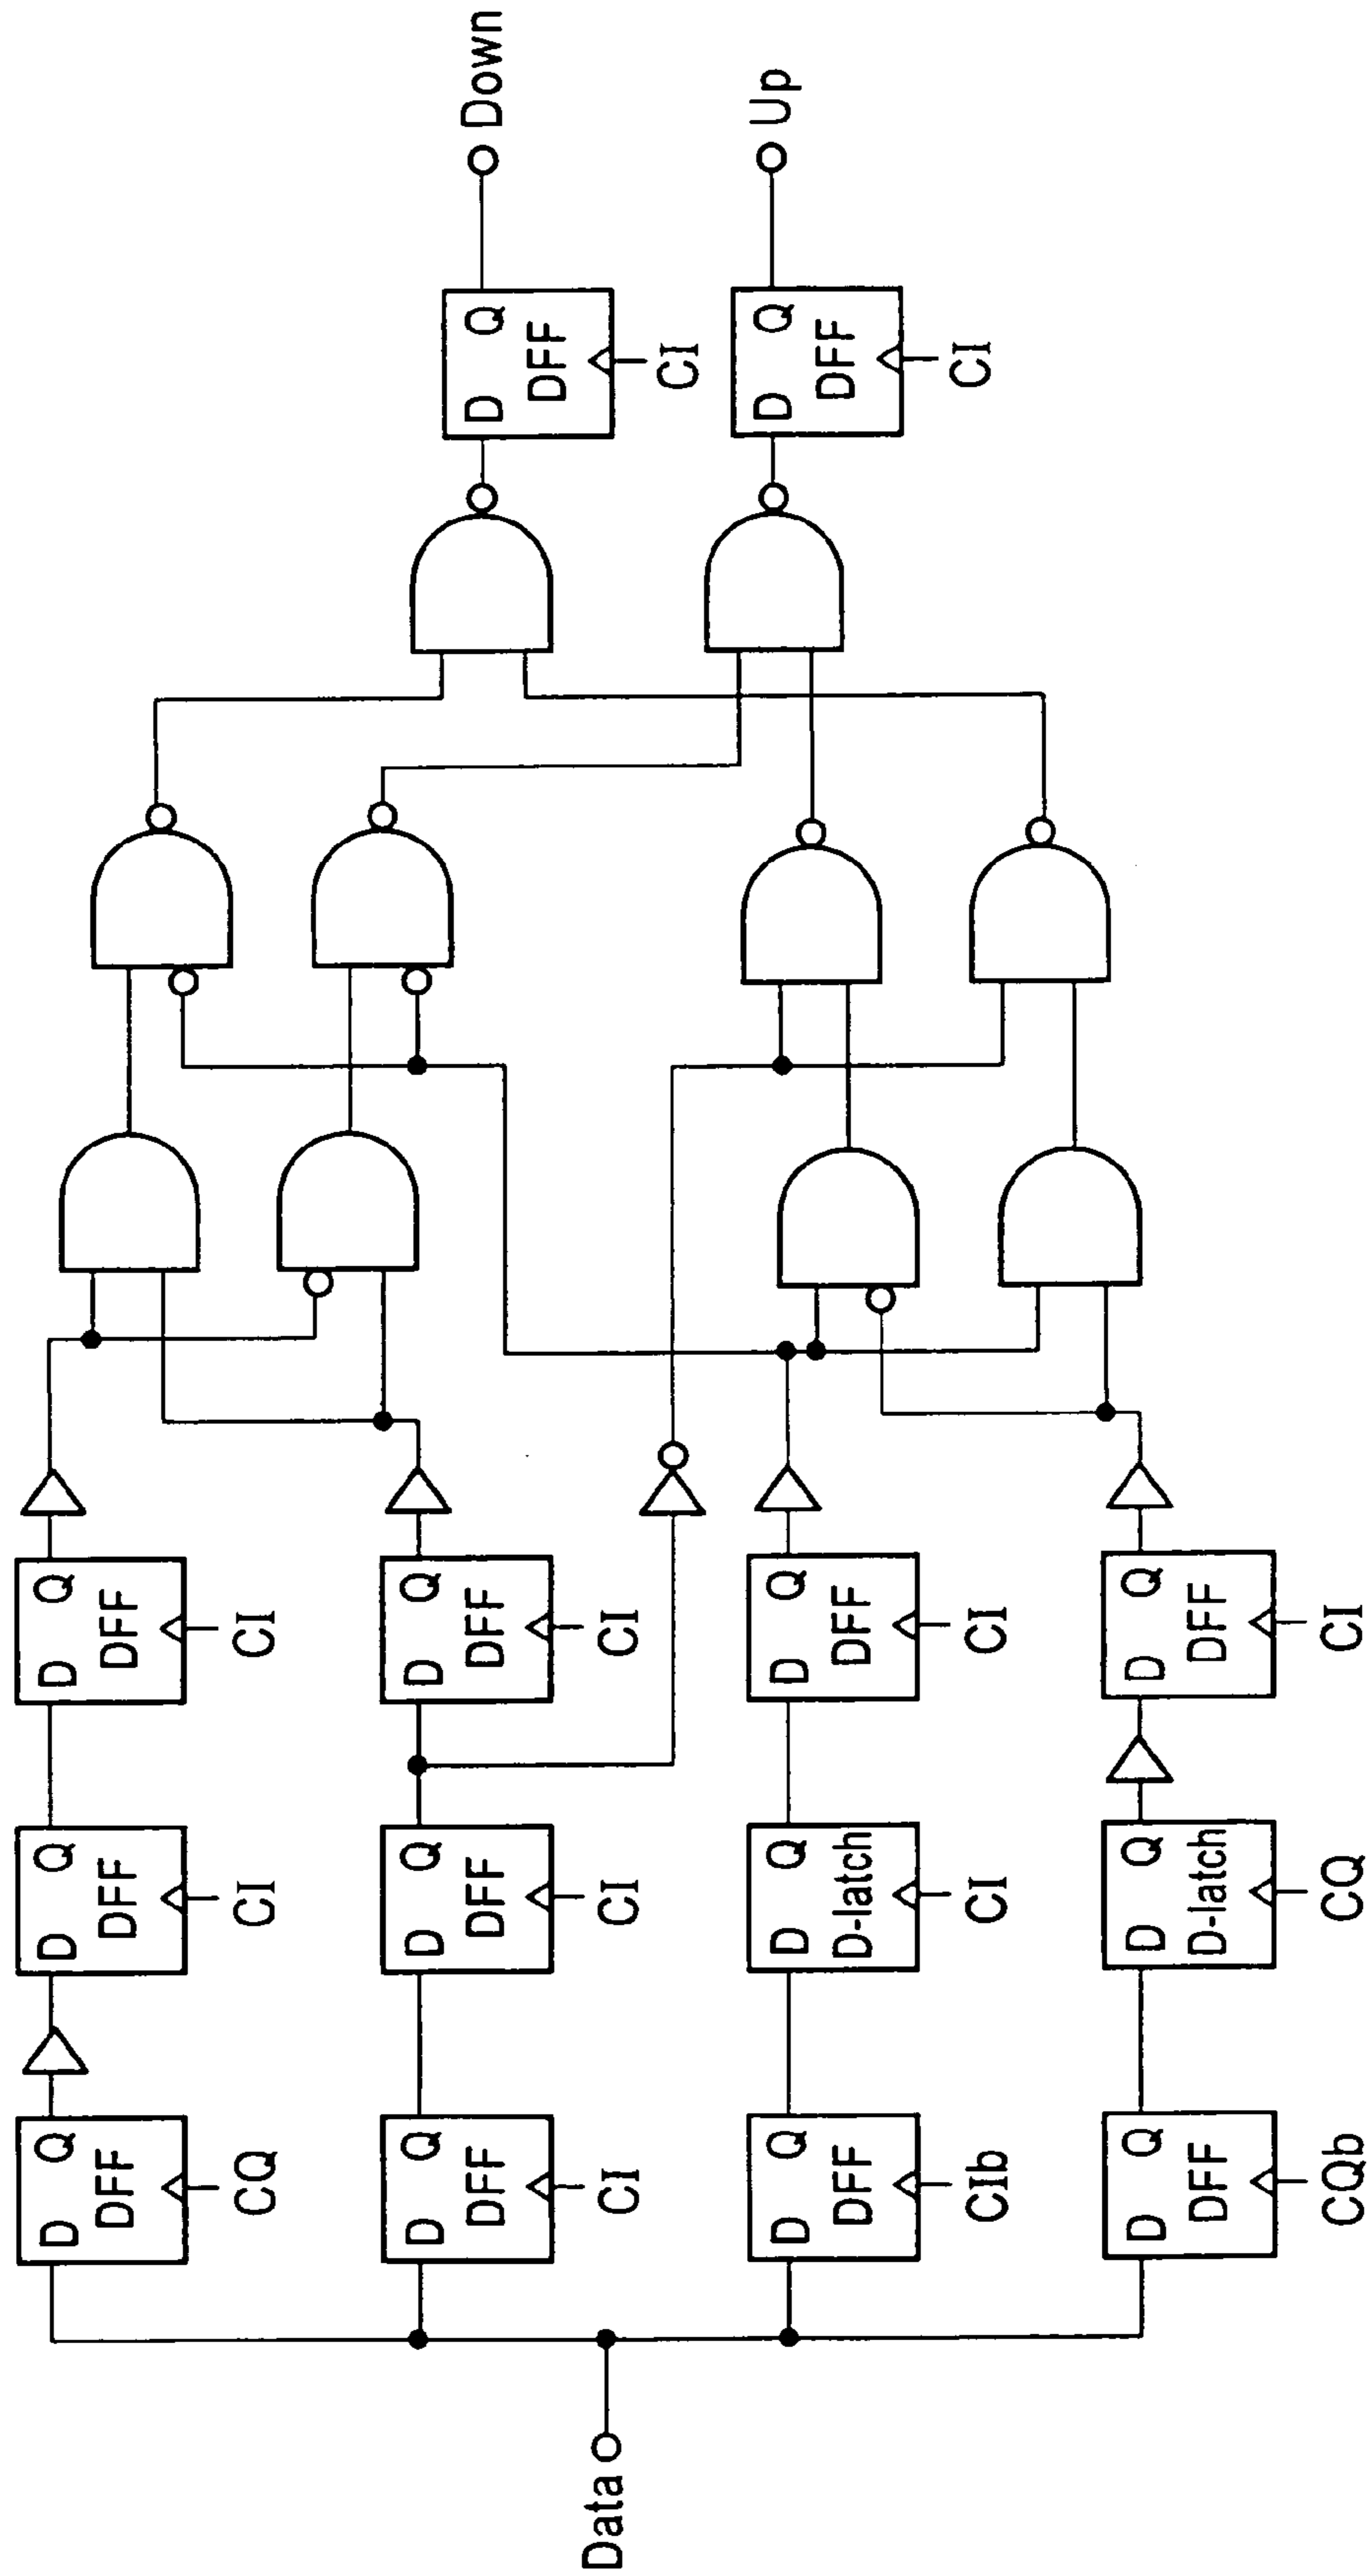 D Q D Q D Q
DFF DFF DFF
CQ CI CI
D Q D Q D Q
DFF DFF DFF
CI CI CI
D Q Down
DFF
CI
Data
D Q Up
DFF
CI
D Q D Q D Q
DFF D-latch DFF
CIb CI CI
D Q D Q D Q
DFF D-latch DFF
CQb CQ CI